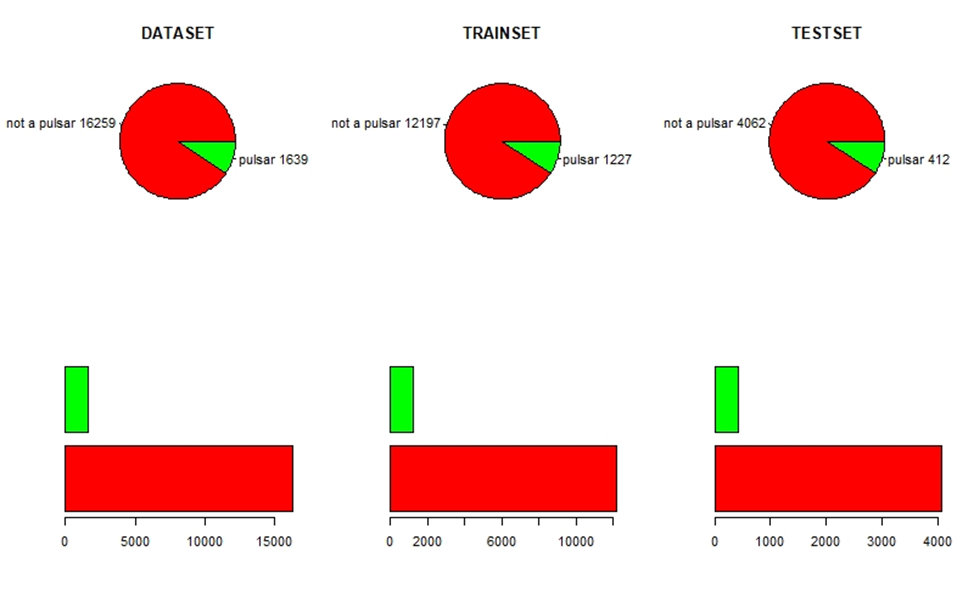 DATASET
TRAINSET
TESTSET
not a pulsar 16259
pulsar 1639
not a pulsar 12197
pulsar 1227
not a pulsar 4062
pulsar 412
0 5000 10000 15000
0 2000 6000 10000
0 1000 2000 3000 4000